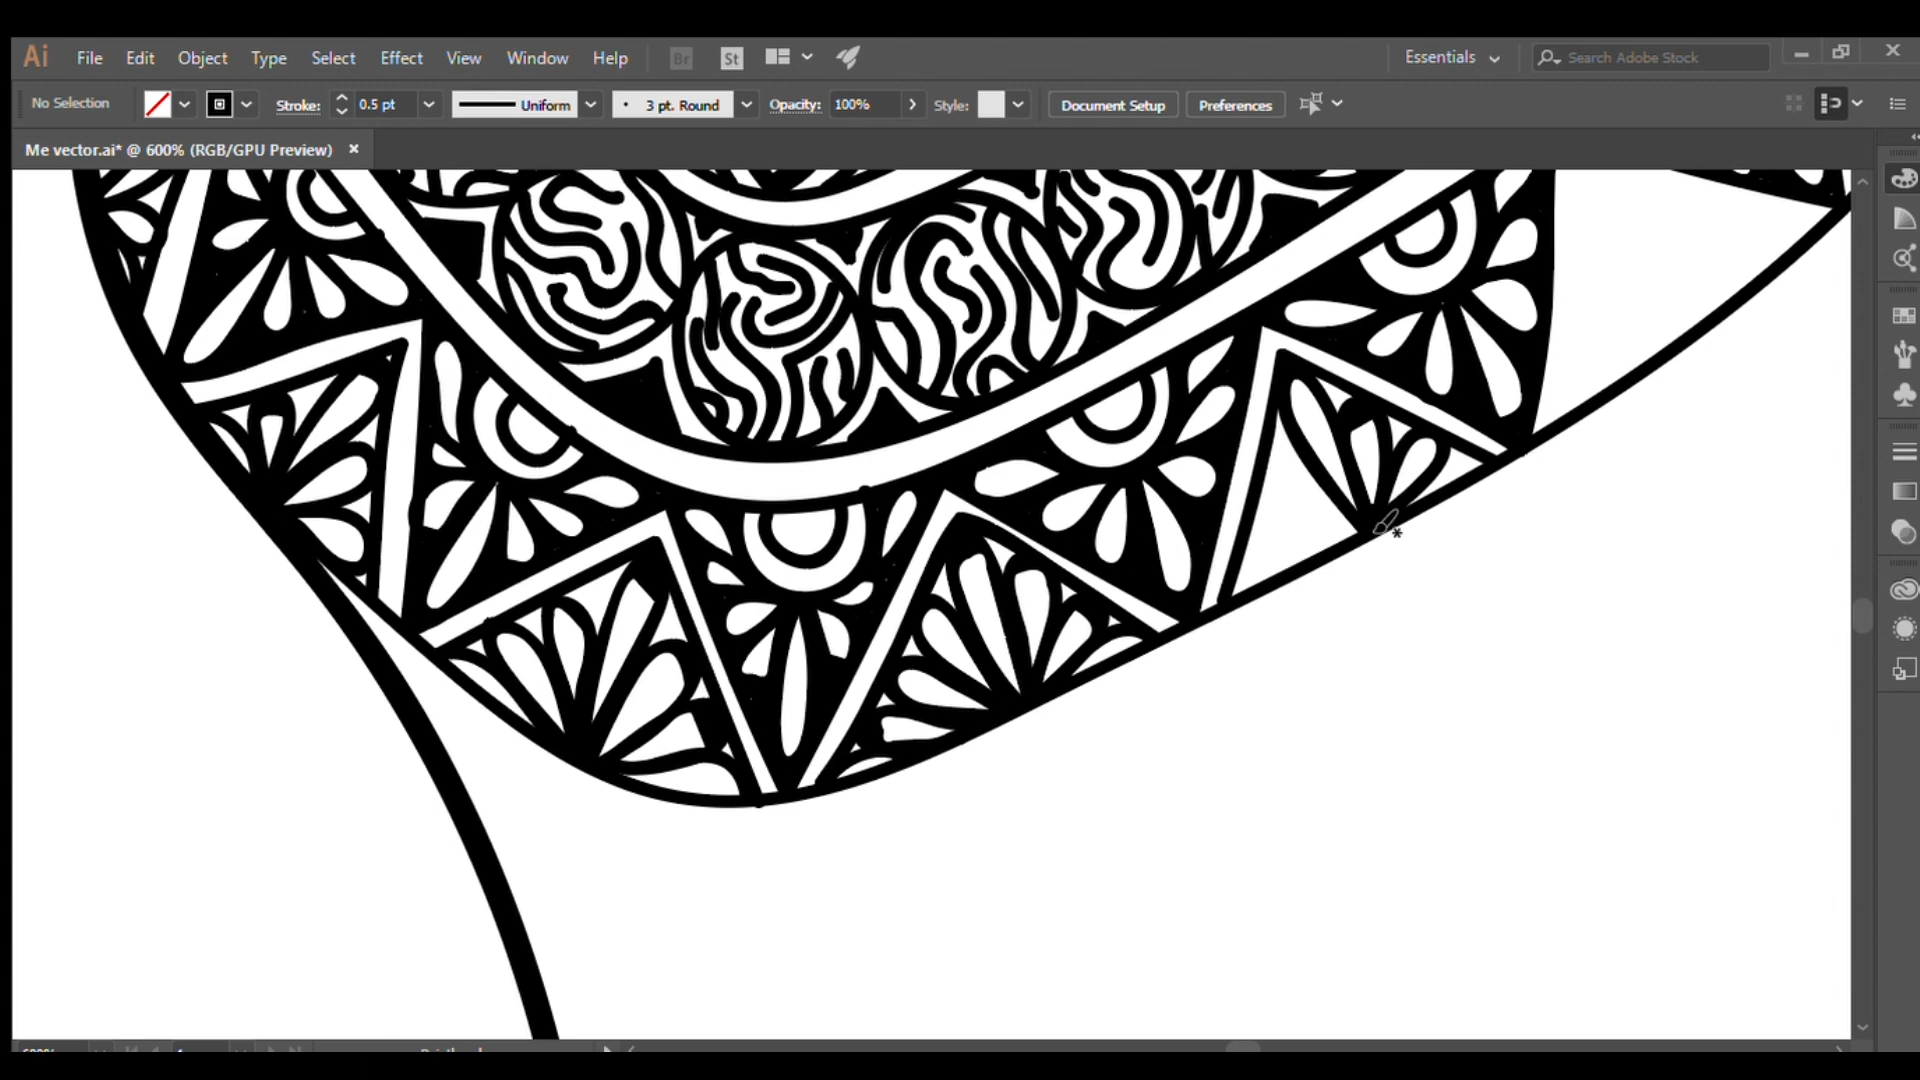 Ai File Edit Object Type Select Effect View Window Help Br St Essentials Search Adobe Stock
No Selection Stroke: 0.5 pt Uniform 3 pt. Round Opacity: 100% Style: Document Setup Preferences
Me vector.ai* @ 600% (RGB/GPU Preview)